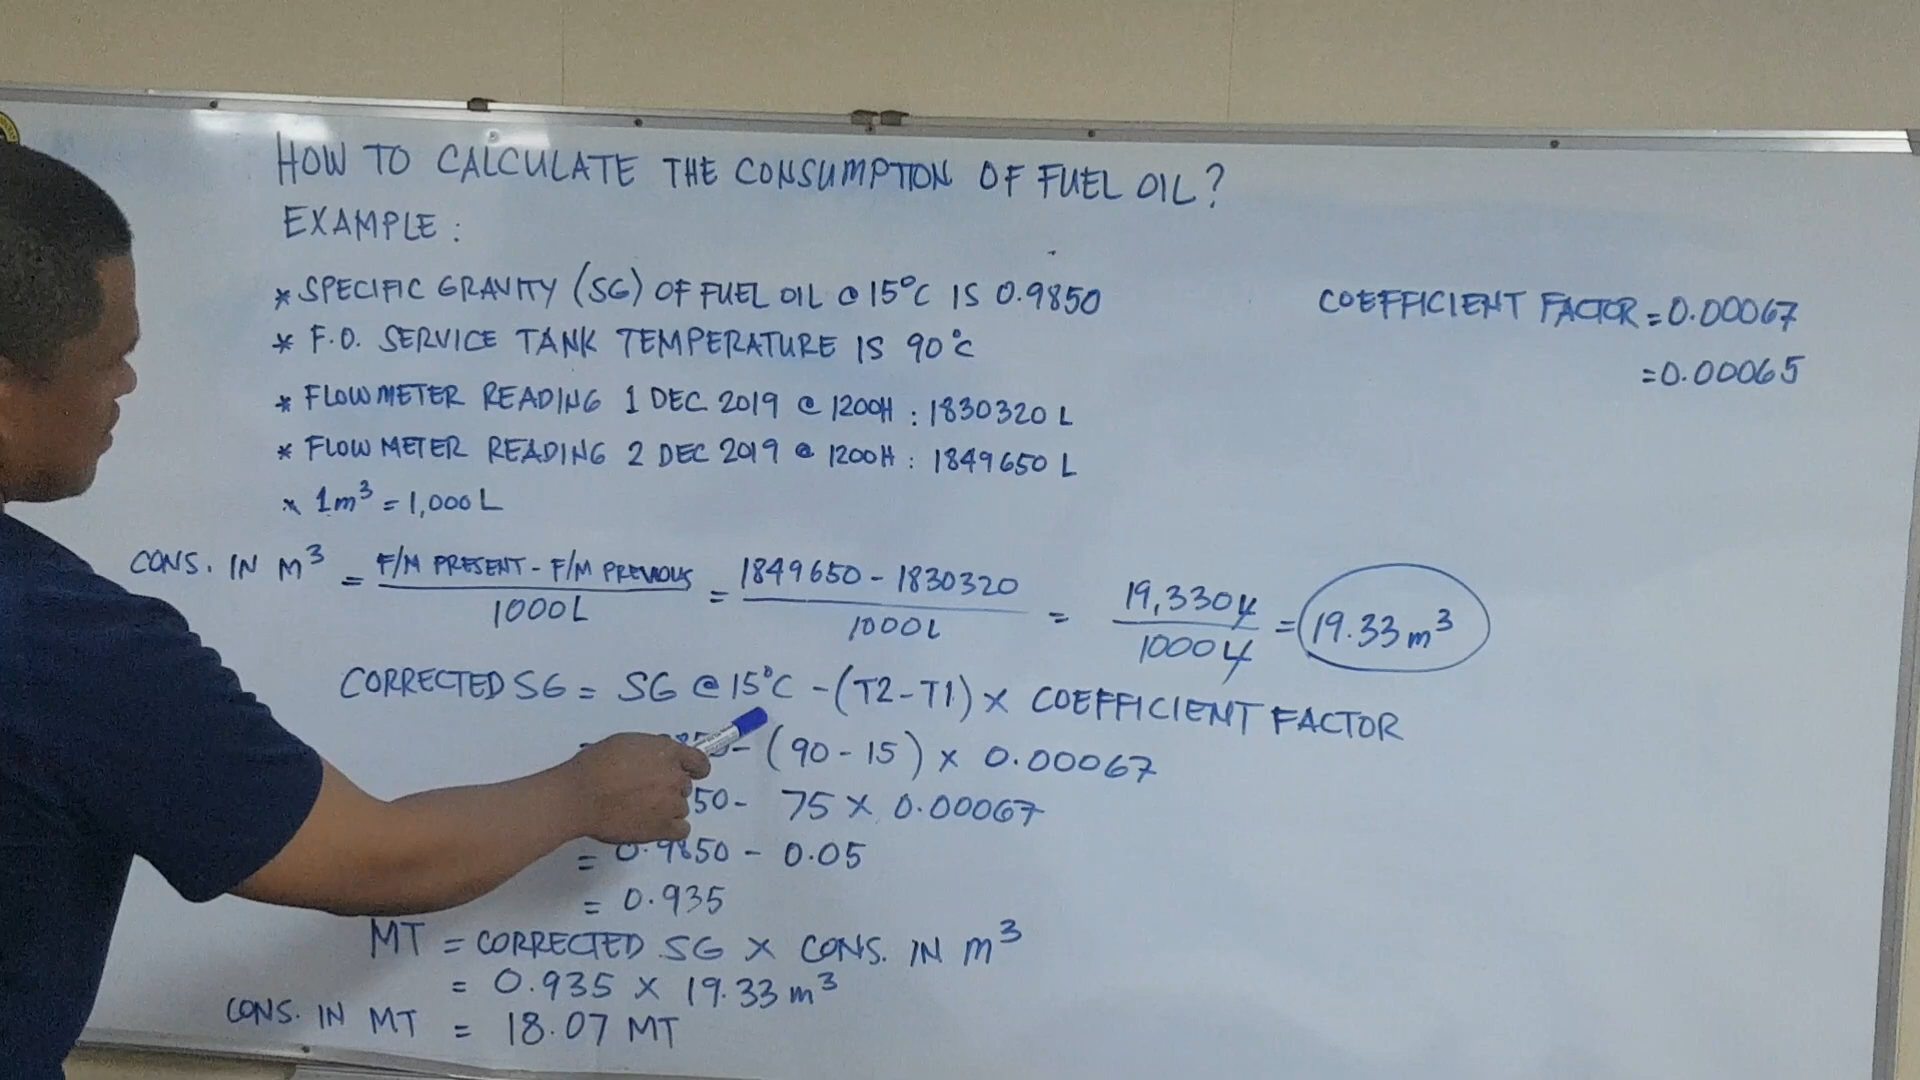 HOW TO CALCULATE THE CONSUMPTION OF FUEL OIL?
EXAMPLE:
* SPECIFIC GRAVITY (SG) OF FUEL OIL @ 15°C IS 0.9850
* F.O. SERVICE TANK TEMPERATURE IS 90°C
* FLOWMETER READING 1 DEC 2019 @ 1200H : 1830320 L
* FLOWMETER READING 2 DEC 2019 @ 1200H : 1849650 L
* 1m³ = 1,000L
COEFFICIENT FACTOR = 0.00067
= 0.00065
CONS. IN M³ = F/M PRESENT - F/M PREVIOUS / 1000L = 1849650 - 1830320 / 1000L = 19,330L / 1000L = 19.33 m³
CORRECTED SG = SG @ 15°C - (T2 - T1) x COEFFICIENT FACTOR
- (90 - 15) x 0.00067
50 - 75 x 0.00067
= 0.9850 - 0.05
= 0.935
MT = CORRECTED SG x CONS. IN m³
= 0.935 x 19.33 m³
CONS. IN MT = 18.07 MT